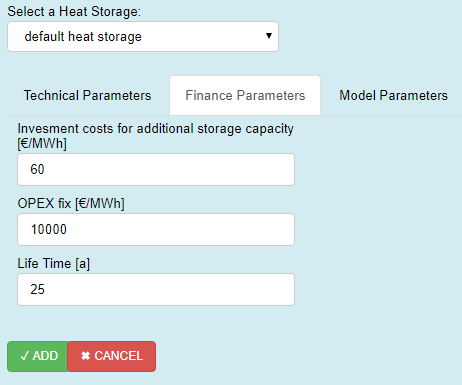 Select a Heat Storage:
default heat storage
Technical Parameters Finance Parameters Model Parameters
Invesment costs for additional storage capacity
[€/MWh]
60
OPEX fix [€/MWh]
10000
Life Time [a]
25
✓ ADD ✖ CANCEL